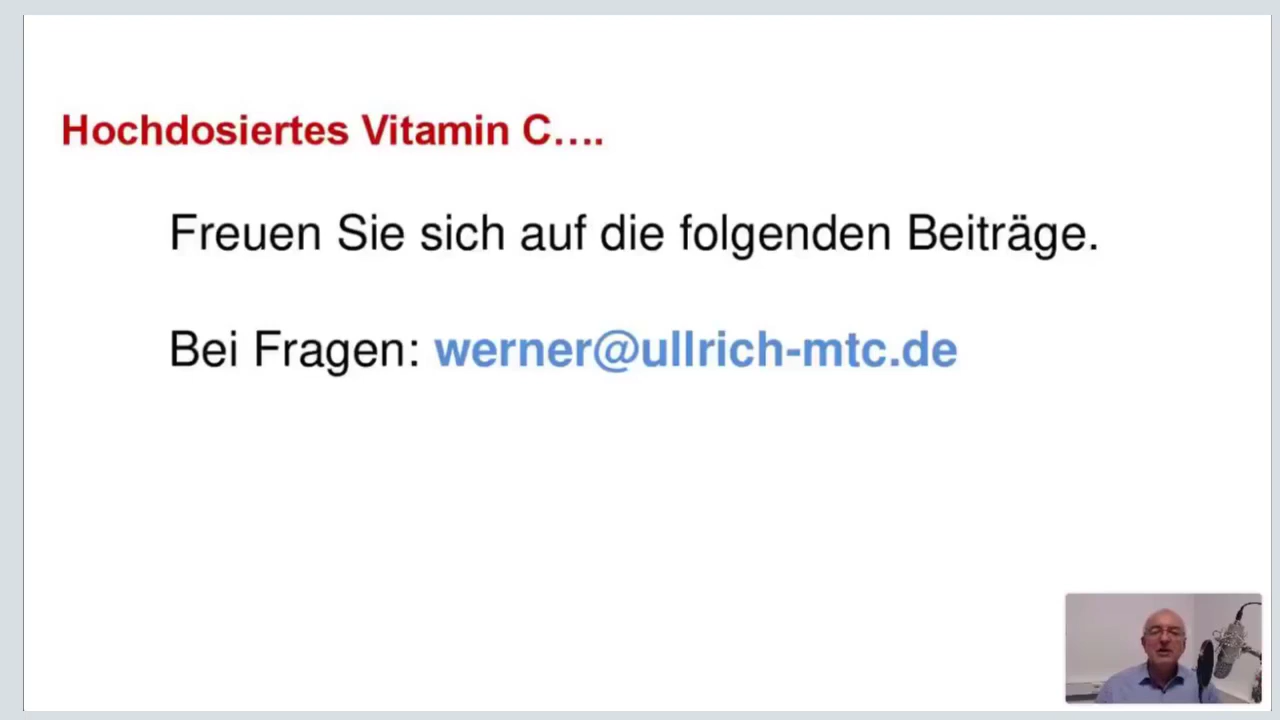 Hochdosiertes Vitamin C....
Freuen Sie sich auf die folgenden Beiträge.
Bei Fragen: werner@ullrich-mtc.de